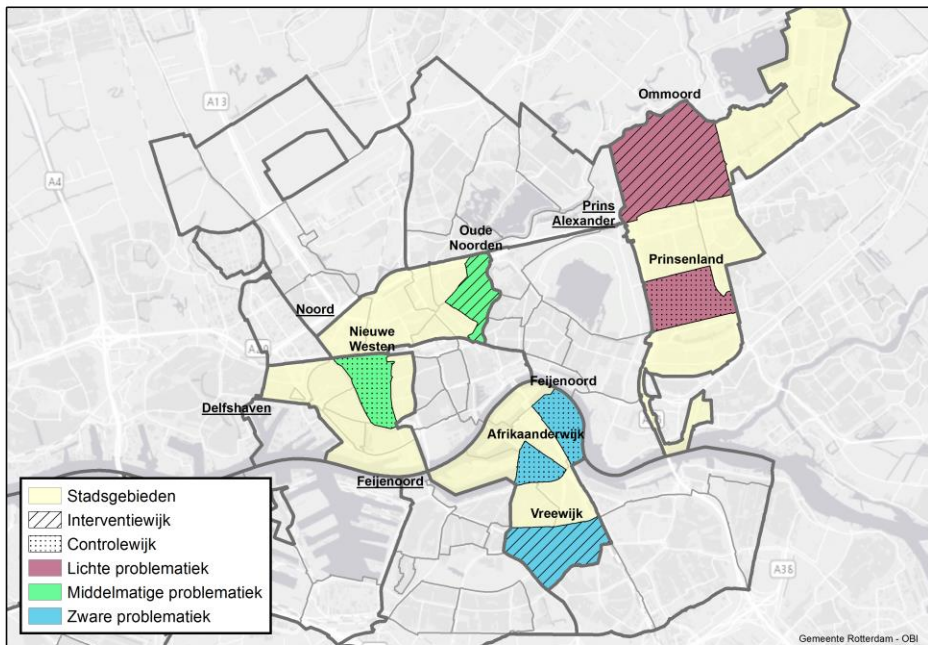 A13
A4
Ommoord
Prins
Alexander
Oude
Noorden
Prinsenland
Noord
Nieuwe
Westen
Feijenoord
Delfshaven
Afrikaanderwijk
Feijenoord
Vreewijk
Stadsgebieden
Interventiewijk
Controlewijk
Lichte problematiek
Middelmatige problematiek
Zware problematiek
Gemeente Rotterdam - OBI